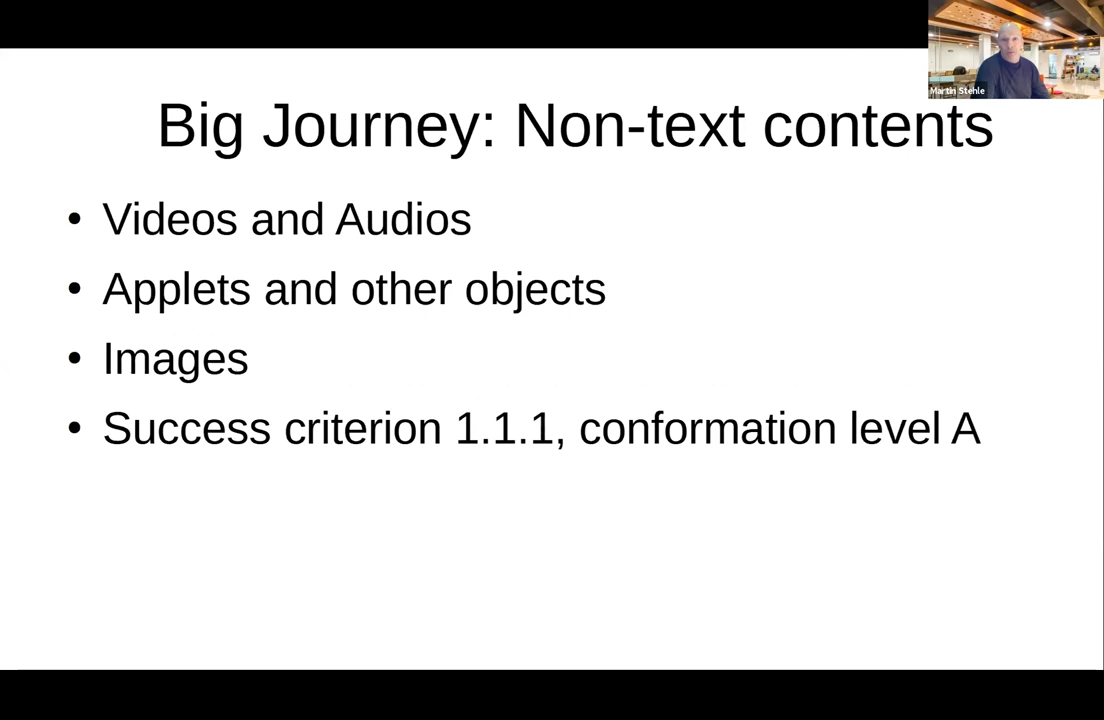 Martin Stehle
Big Journey: Non-text contents
• Videos and Audios
• Applets and other objects
• Images
• Success criterion 1.1.1, conformation level A